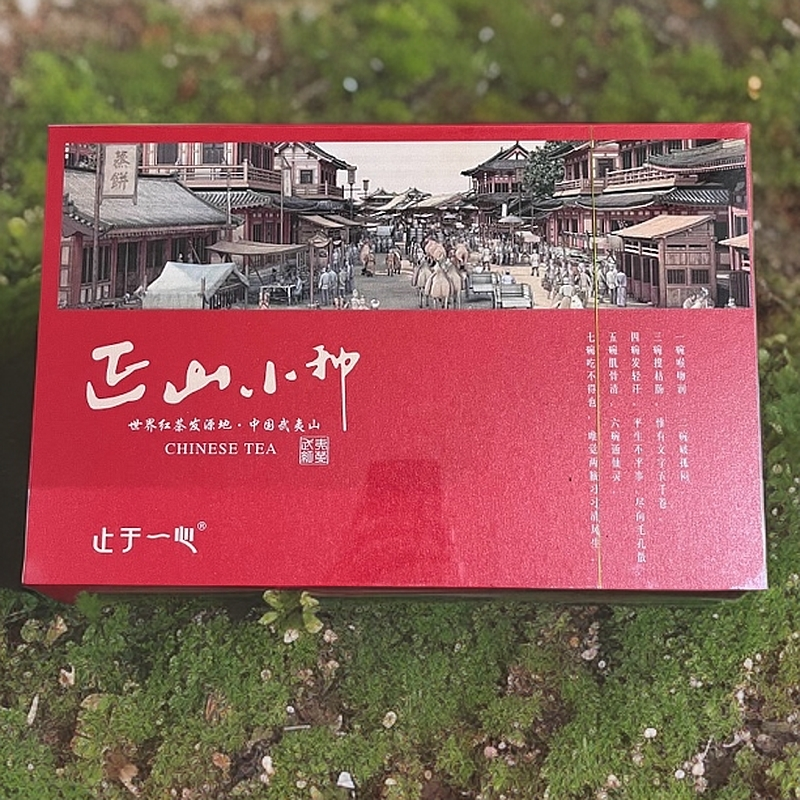 蒸餅
正山小种
世界红茶发源地·中国武夷山
CHINESE TEA
止于一心®
一碗喉吻润 二碗破孤闷
三碗搜枯肠 惟有文字五千卷
四碗发轻汗 平生不平事 尽向毛孔散
五碗肌骨清 六碗通仙灵
七碗吃不得也 唯觉两腋习习清风生